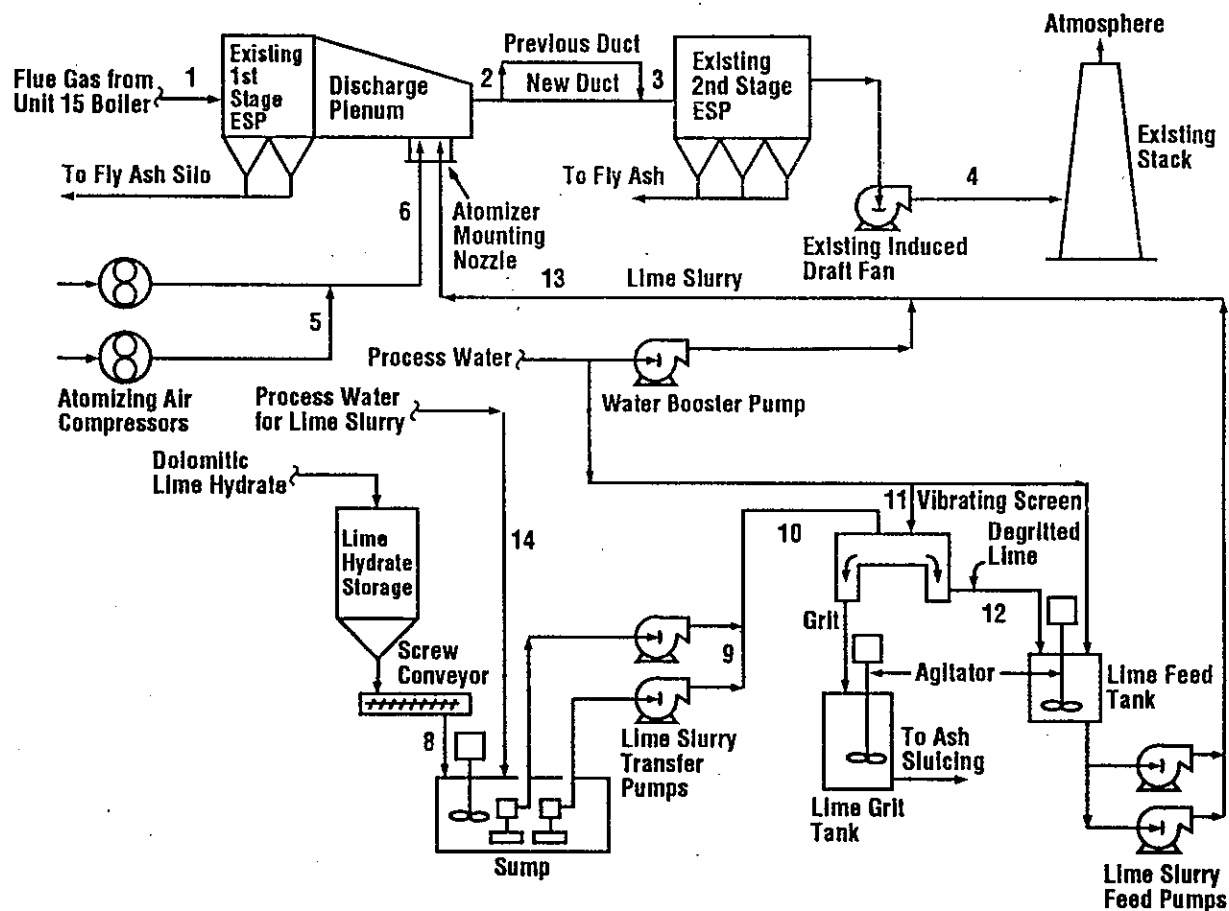 Atmosphere
Flue Gas from
Unit 15 Boiler
1
Existing
1st
Stage
ESP
Discharge
Plenum
2
Previous Duct
New Duct
3
Existing
2nd Stage
ESP
Existing
Stack
To Fly Ash Silo
6
Atomizer
Mounting
Nozzle
To Fly Ash
4
Existing Induced
Draft Fan
13
Lime Slurry
5
Atomizing Air
Compressors
Process Water
Water Booster Pump
Process Water
for Lime Slurry
Dolomitic
Lime Hydrate
Lime
Hydrate
Storage
14
10
11
Vibrating Screen
Degritted
Lime
12
Screw
Conveyor
8
9
Lime Slurry
Transfer
Pumps
Grit
Agitator
Lime Feed
Tank
To Ash
Sluicing
Lime Grit
Tank
Sump
Lime Slurry
Feed Pumps